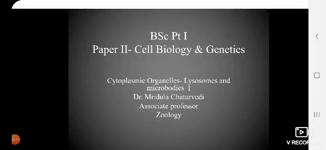 BSc Pt I
Paper II- Cell Biology & Genetics
Cytoplasmic Organelles- Lysosomes and
microbodies 1
Dr. Mridula Chaturvedi
Associate professor
Zoology
V RECOR